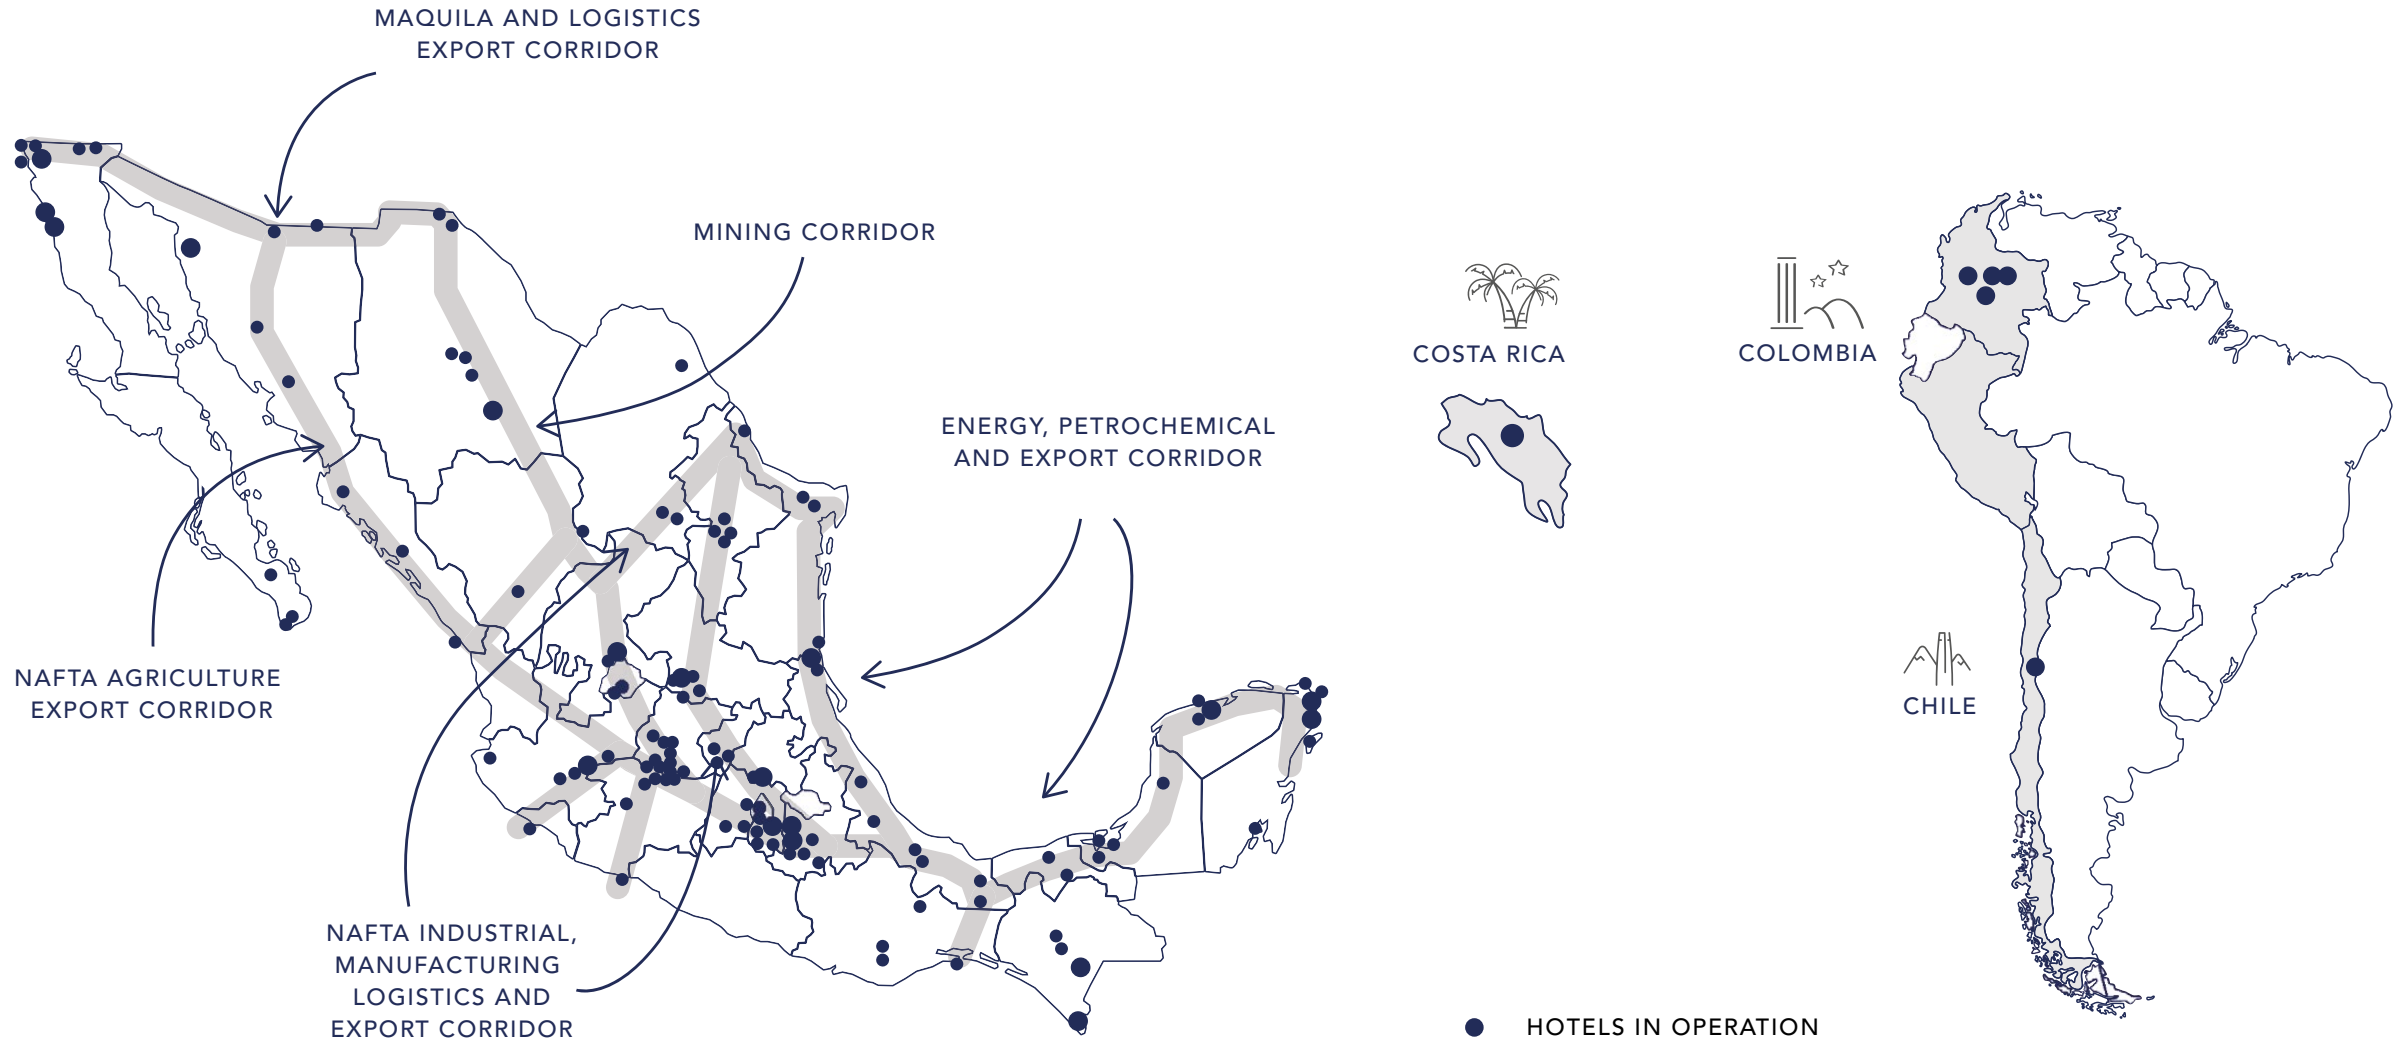 MAQUILA AND LOGISTICS
EXPORT CORRIDOR
MINING CORRIDOR
ENERGY, PETROCHEMICAL
AND EXPORT CORRIDOR
NAFTA AGRICULTURE
EXPORT CORRIDOR
NAFTA INDUSTRIAL,
MANUFACTURING
LOGISTICS AND
EXPORT CORRIDOR
COSTA RICA
COLOMBIA
CHILE
HOTELS IN OPERATION